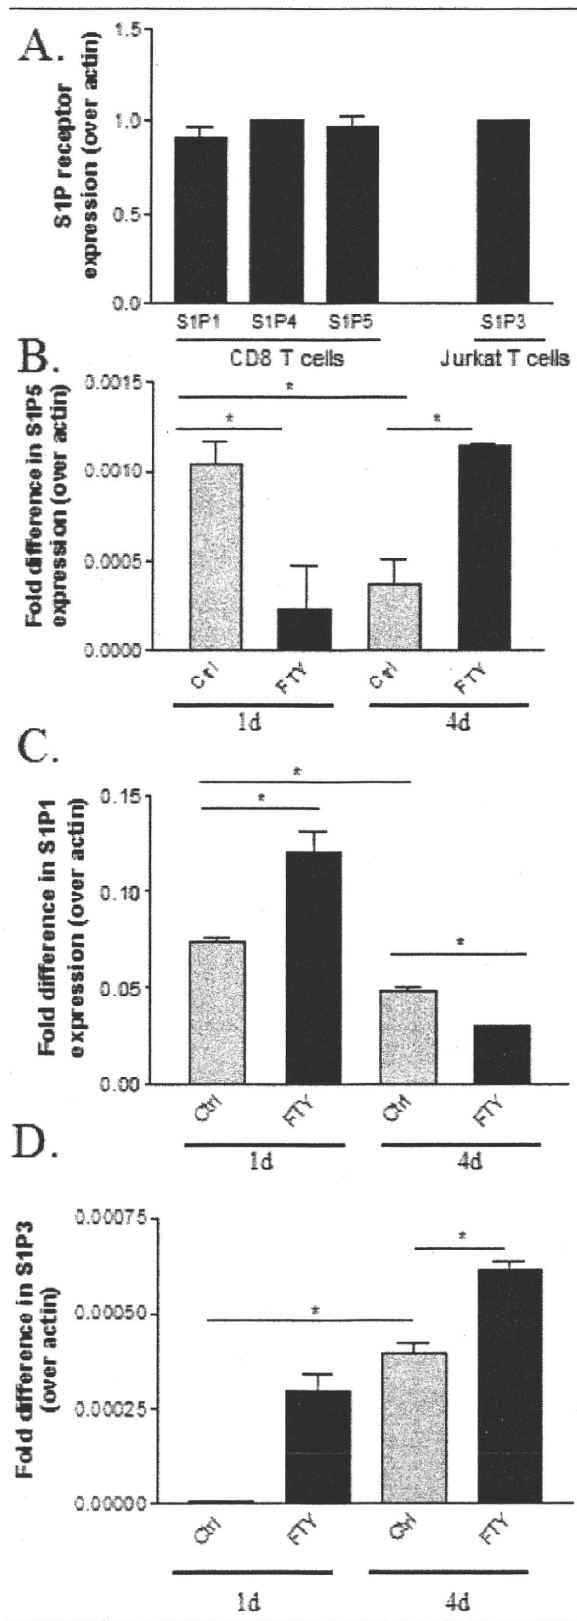 A.
S1P receptor
expression (over actin)
1.5
1.0
0.5
0.0
S1P1 S1P4 S1P5 S1P3
CD8 T cells Jurkat T cells
B.
Fold difference in S1P5
expression (over actin)
0.0015
0.0010
0.0005
0.0000
*
*
*
Ctrl FTY Ctrl FTY
1d 4d
C.
Fold difference in S1P1
expression (over actin)
0.15
0.10
0.05
0.00
*
*
*
Ctrl FTY Ctrl FTY
1d 4d
D.
Fold difference in S1P3
(over actin)
0.00075
0.00050
0.00025
0.00000
*
*
Ctrl FTY Ctrl FTY
1d 4d